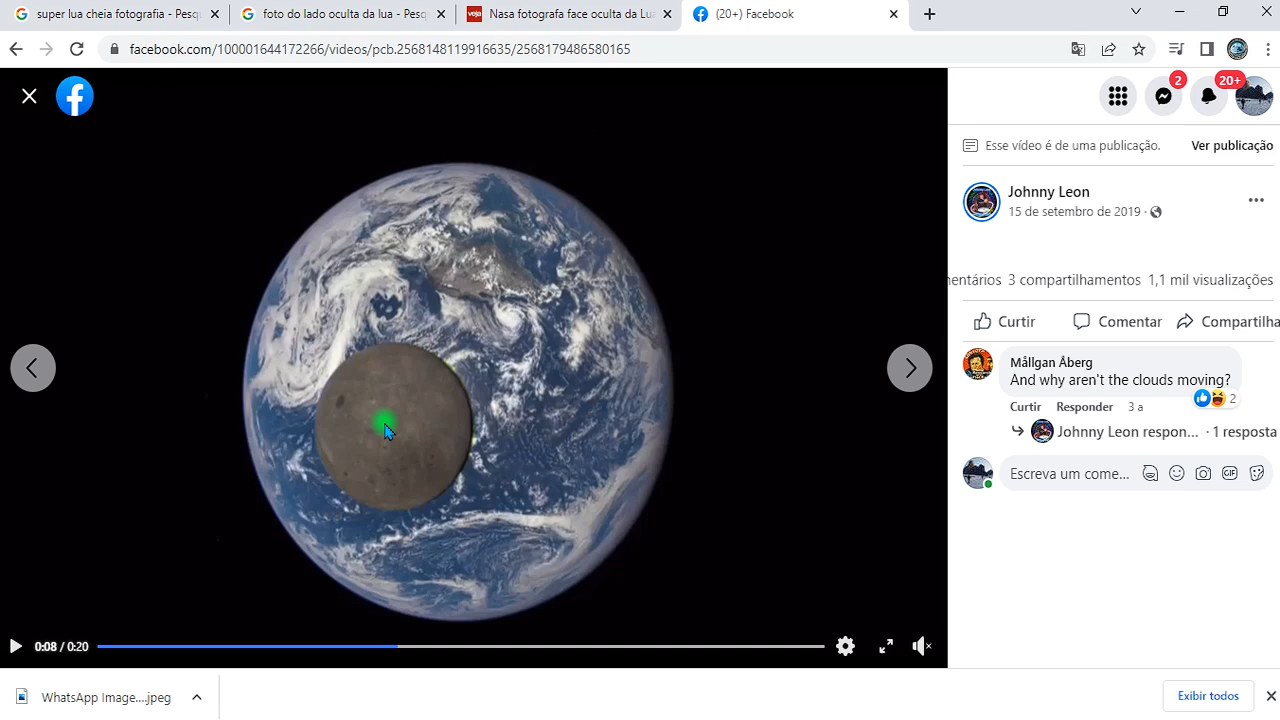 super lua cheia fotografia - Pesqu
foto do lado oculta da lua - Pesq
veja Nasa fotografa face oculta da Lua
(20+) Facebook
facebook.com/100001644172266/videos/pcb.2568148119916635/2568179486580165
2
20+
Esse vídeo é de uma publicação. Ver publicação
Johnny Leon
15 de setembro de 2019 ·
entários 3 compartilhamentos 1,1 mil visualizações
Curtir Comentar Compartilha
Mållgan Åberg
And why aren't the clouds moving?
2
Curtir Responder 3 a
Johnny Leon respon... · 1 resposta
Escreva um come... GIF
0:08 / 0:20
WhatsApp Image....jpeg
Exibir todos